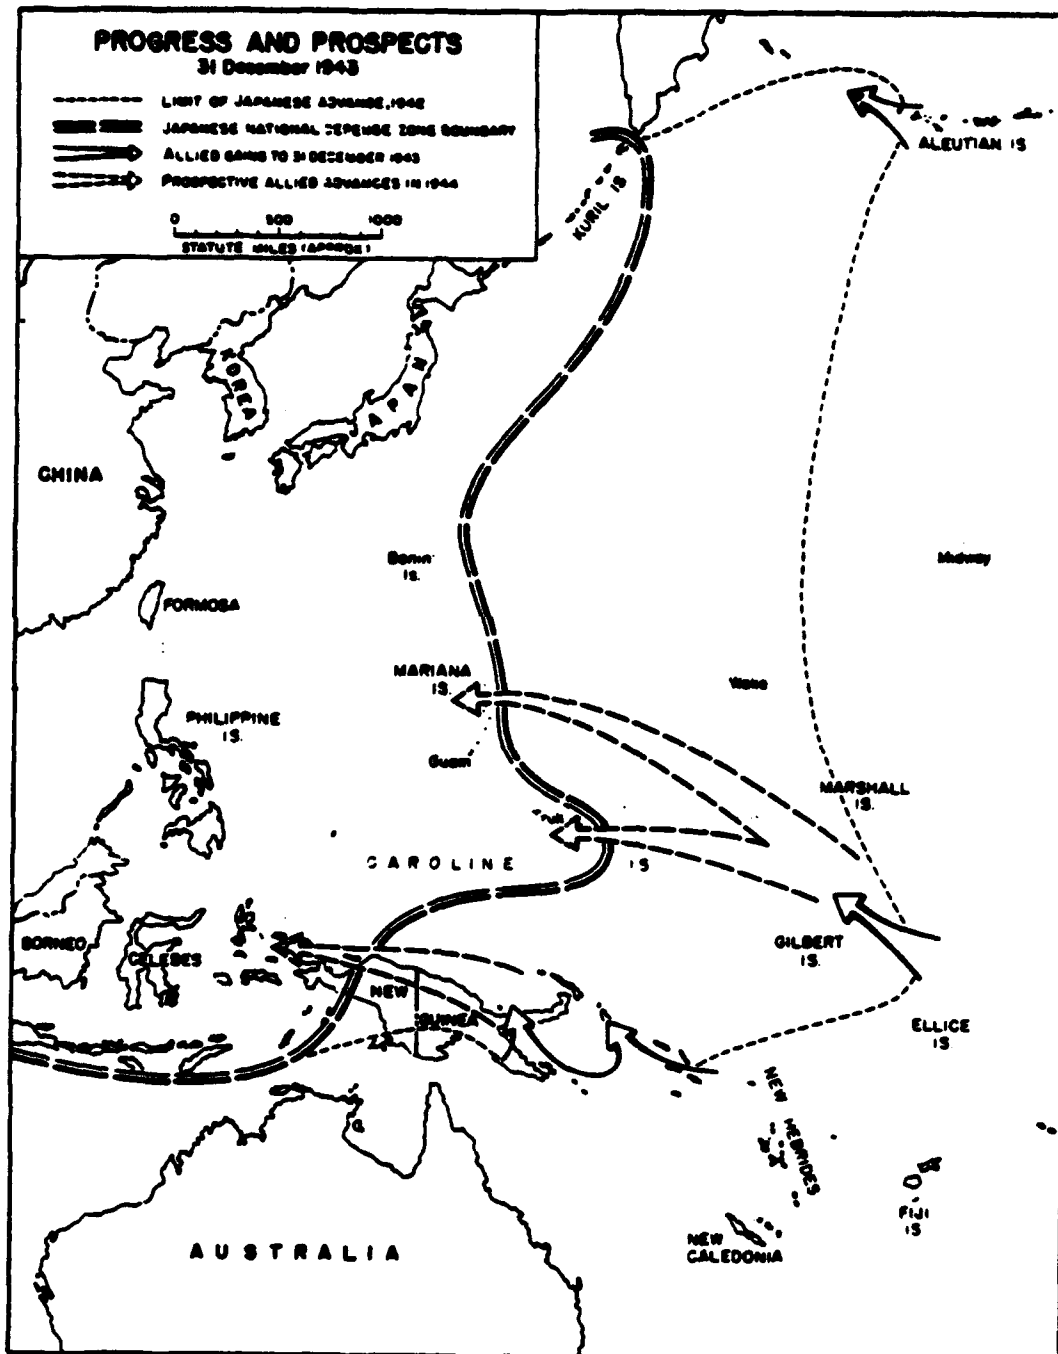 PROGRESS AND PROSPECTS
31 December 1943
LIMIT OF JAPANESE ADVANCE, 1942
JAPANESE NATIONAL DEFENSE ZONE BOUNDARY
ALLIED GAINS TO 31 DECEMBER 1943
PROSPECTIVE ALLIED ADVANCES IN 1944
0 500 1000
STATUTE MILES (APPROX)
ALEUTIAN IS
KURIL IS
JAPAN
KOREA
CHINA
Bonin
IS.
Midway
FORMOSA
MARIANA
IS.
Wake
PHILIPPINE
IS.
Guam
MARSHALL
IS.
Truk
CAROLINE IS
GILBERT
IS.
BORNEO
CELEBES
NEW
GUINEA
ELLICE
IS.
NEW HEBRIDES
FIJI
IS
NEW
CALEDONIA
AUSTRALIA